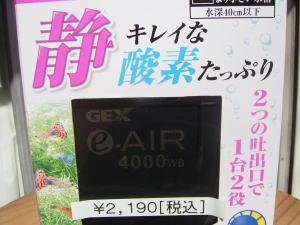 水深40cm以下
静
キレイな
酸素たっぷり
2つの吐出口で
1台2役
GEX
e-AIR
4000WB
¥2,190[税込]